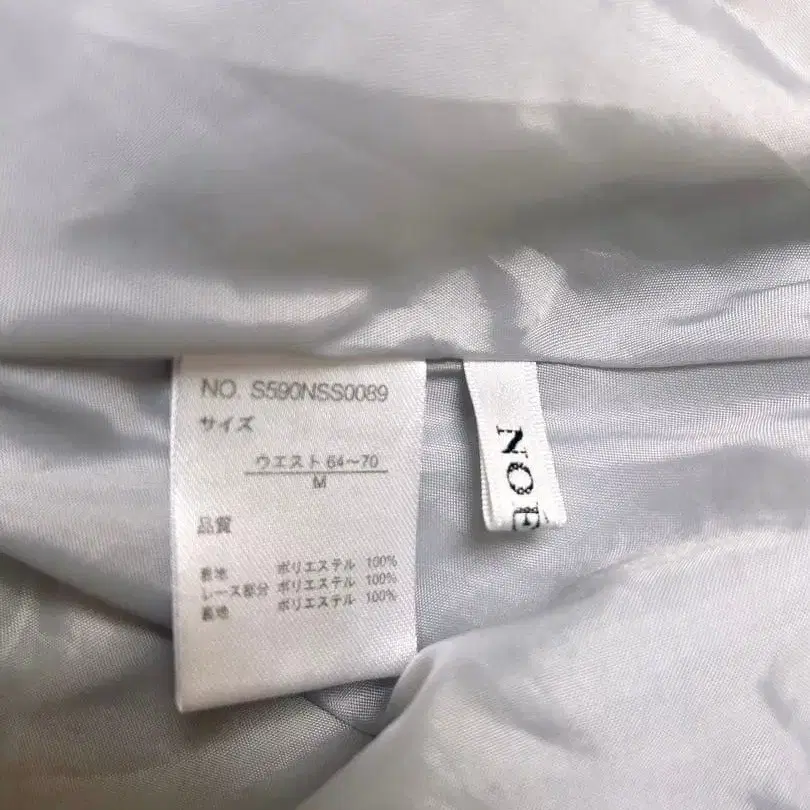 NO. S590NSS0089
サイズ
ウエスト 64～70
M
品質
表地 ポリエステル 100%
レース部分 ポリエステル 100%
裏地 ポリエステル 100%
NOE